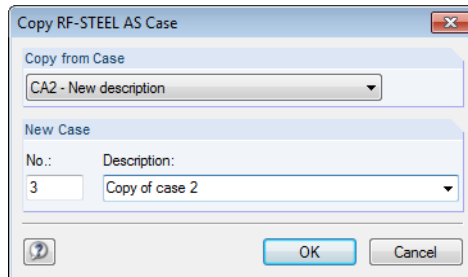 Copy RF-STEEL AS Case
Copy from Case
CA2 - New description
New Case
No.: Description:
3 Copy of case 2
OK Cancel